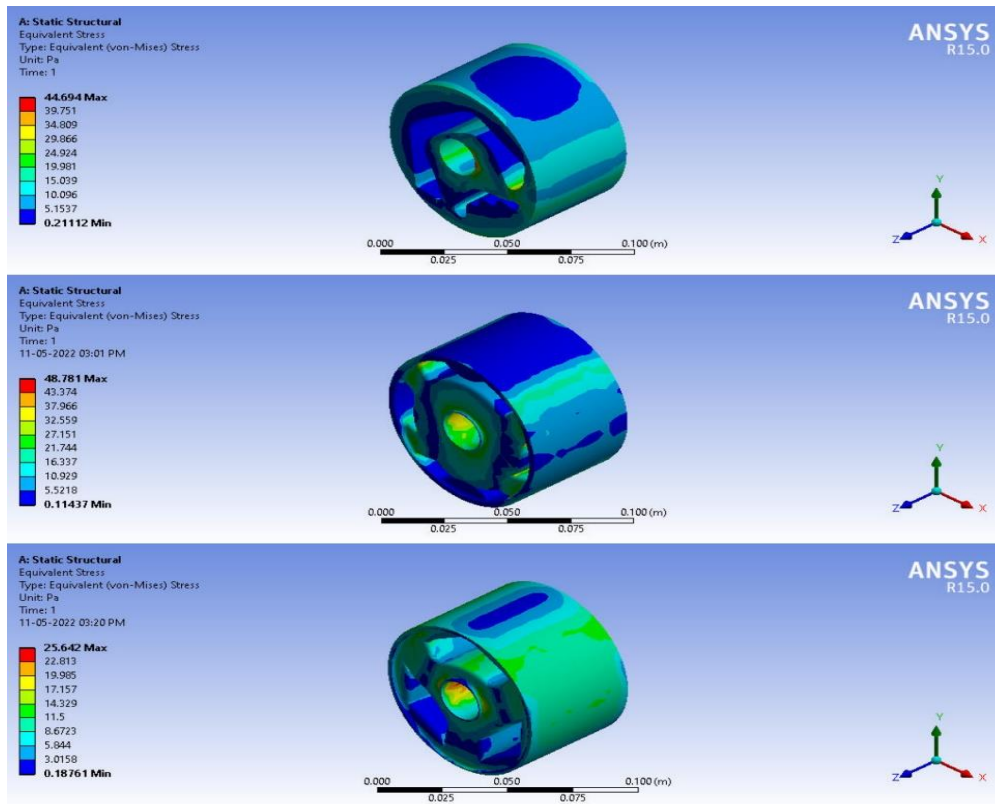 A: Static Structural
Equivalent Stress
Type: Equivalent (von-Mises) Stress
Unit: Pa
Time: 1
44.694 Max
39.751
34.809
29.866
24.924
19.981
15.039
10.096
5.1537
0.21112 Min
ANSYS
R15.0
Y
Z
X
0.000
0.050
0.100 (m)
0.025
0.075
A: Static Structural
Equivalent Stress
Type: Equivalent (von-Mises) Stress
Unit: Pa
Time: 1
11-05-2022 03:01 PM
48.781 Max
43.374
37.966
32.559
27.151
21.744
16.337
10.929
5.5218
0.11437 Min
ANSYS
R15.0
Y
Z
X
0.000
0.050
0.100 (m)
0.025
0.075
A: Static Structural
Equivalent Stress
Type: Equivalent (von-Mises) Stress
Unit: Pa
Time: 1
11-05-2022 03:20 PM
25.642 Max
22.813
19.985
17.157
14.329
11.5
8.6723
5.844
3.0158
0.18761 Min
ANSYS
R15.0
Y
Z
X
0.000
0.050
0.100 (m)
0.025
0.075